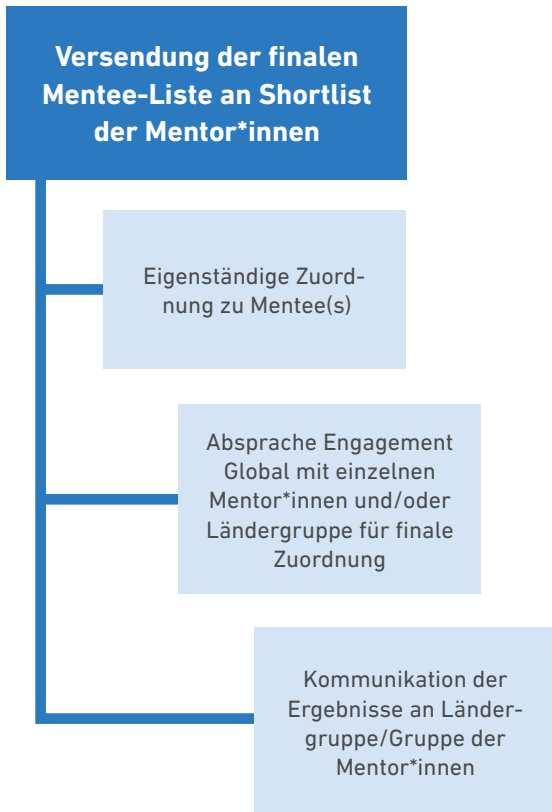 Versendung der finalen
Mentee-Liste an Shortlist
der Mentor*innen
Eigenständige Zuord-
nung zu Mentee(s)
Absprache Engagement
Global mit einzelnen
Mentor*innen und/oder
Ländergruppe für finale
Zuordnung
Kommunikation der
Ergebnisse an Länder-
gruppe/Gruppe der
Mentor*innen